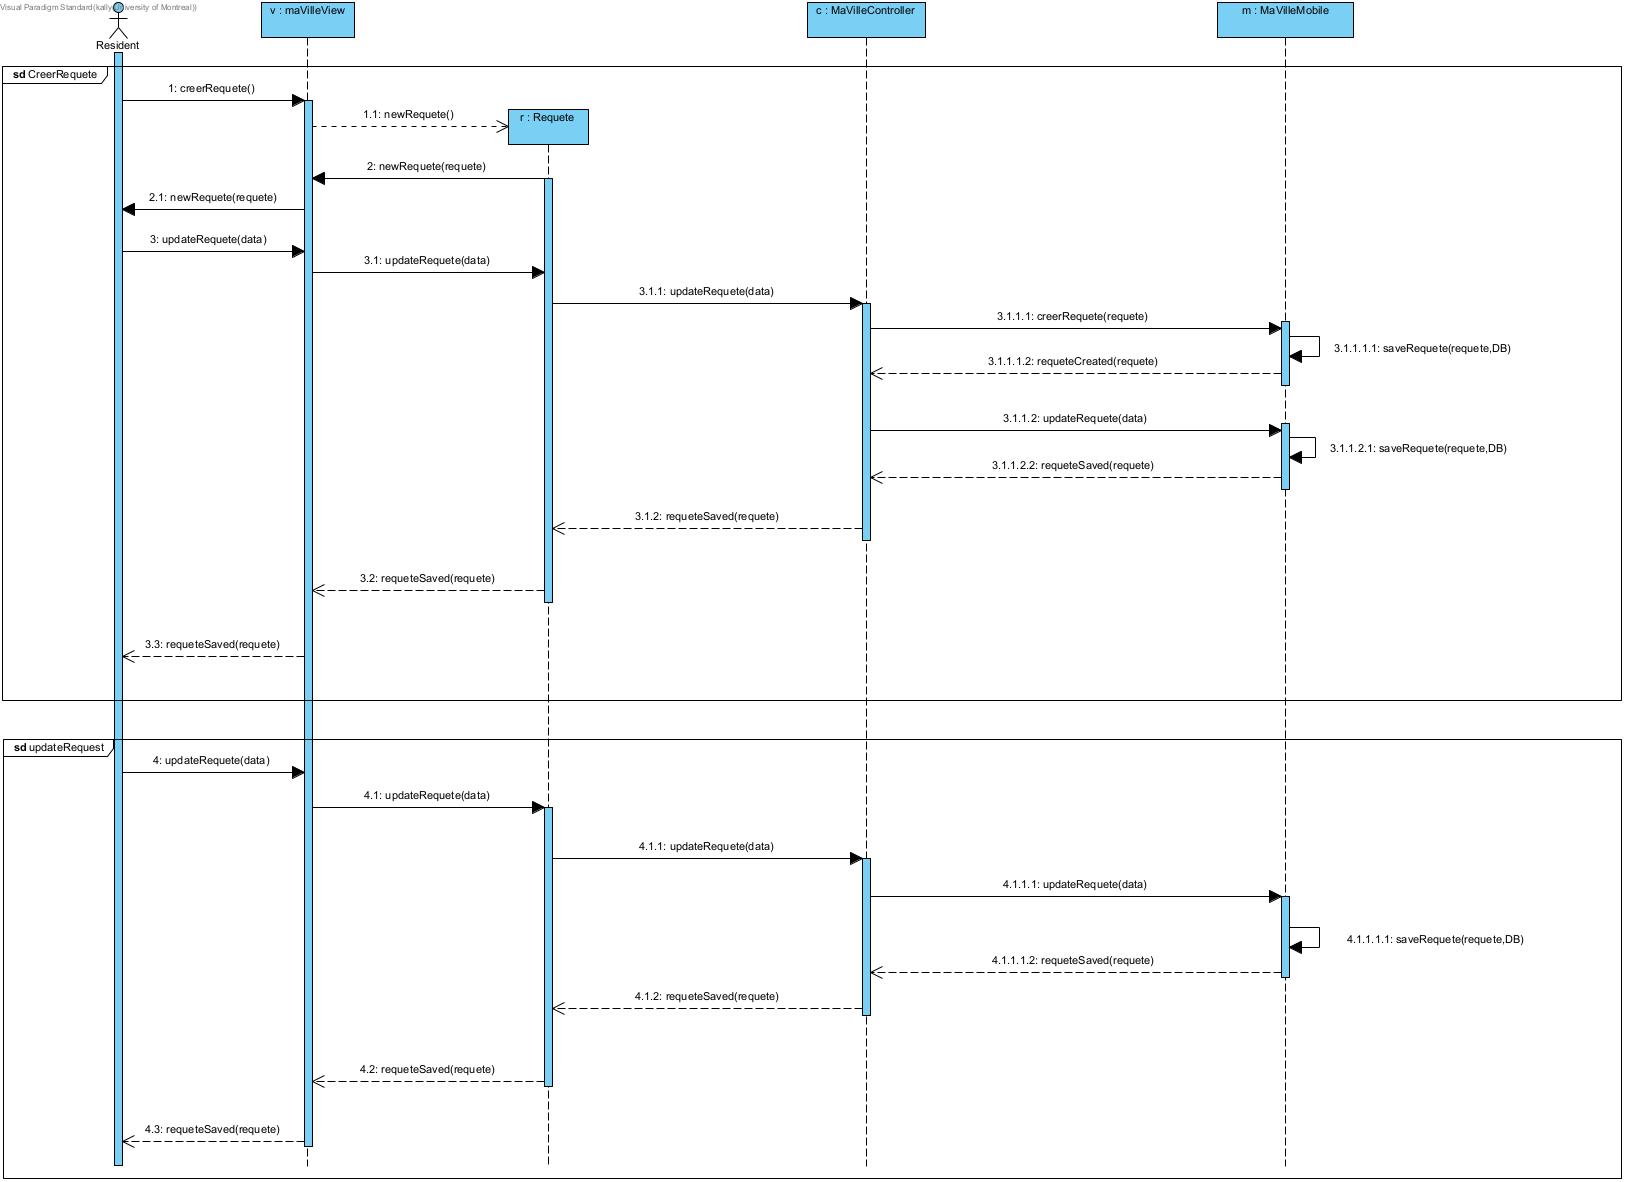 Visual Paradigm Standard(kally(University of Montreal))
Resident
v : maVilleView
c : MaVilleController
m : MaVilleMobile
sd CreerRequete
1: creerRequete()
1.1: newRequete()
r : Requete
2: newRequete(requete)
2.1: newRequete(requete)
3: updateRequete(data)
3.1: updateRequete(data)
3.1.1: updateRequete(data)
3.1.1.1: creerRequete(requete)
3.1.1.1.1: saveRequete(requete,DB)
3.1.1.1.2: requeteCreated(requete)
3.1.1.2: updateRequete(data)
3.1.1.2.1: saveRequete(requete,DB)
3.1.1.2.2: requeteSaved(requete)
3.1.2: requeteSaved(requete)
3.2: requeteSaved(requete)
3.3: requeteSaved(requete)
sd updateRequest
4: updateRequete(data)
4.1: updateRequete(data)
4.1.1: updateRequete(data)
4.1.1.1: updateRequete(data)
4.1.1.1.1: saveRequete(requete,DB)
4.1.1.1.2: requeteSaved(requete)
4.1.2: requeteSaved(requete)
4.2: requeteSaved(requete)
4.3: requeteSaved(requete)